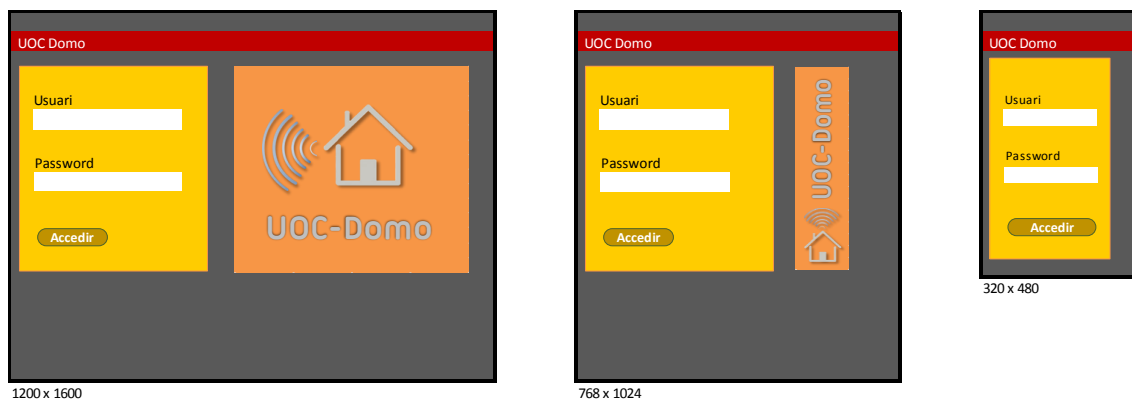 UOC Domo
Usuari
Password
Accedir
UOC-Domo
1200 x 1600
UOC Domo
Usuari
Password
Accedir
UOC-Domo
768 x 1024
UOC Domo
Usuari
Password
Accedir
320 x 480